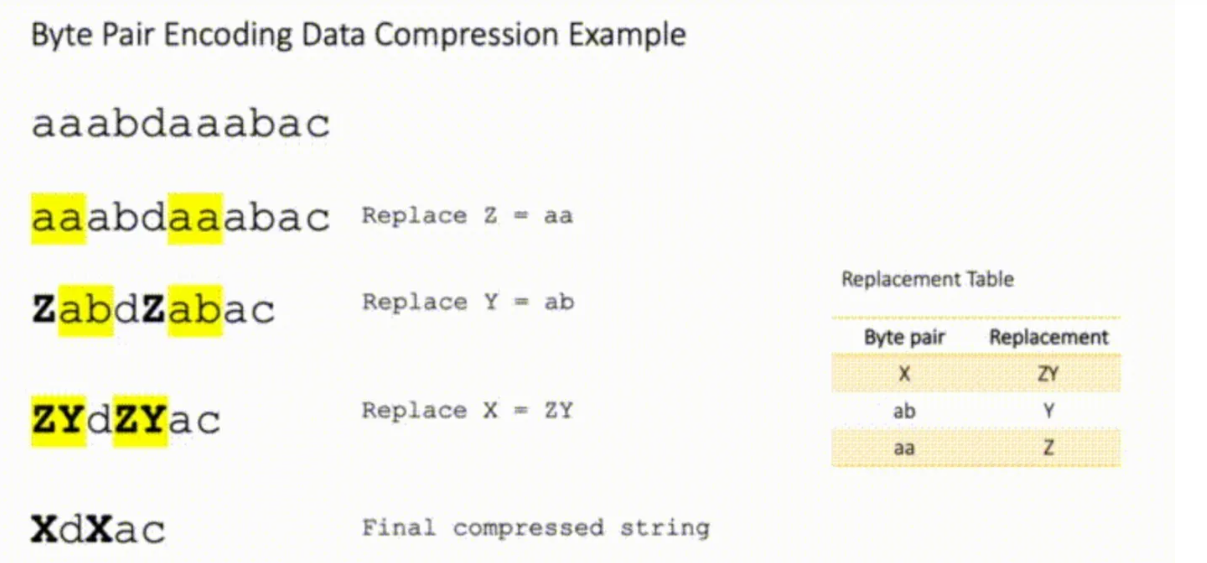 Byte Pair Encoding Data Compression Example
aaabdaaabac
aaabdaaabac Replace Z = aa
ZabdZabac Replace Y = ab
ZYdZYac Replace X = ZY
XdXac Final compressed string
Replacement Table
Byte pair Replacement
X ZY
ab Y
aa Z